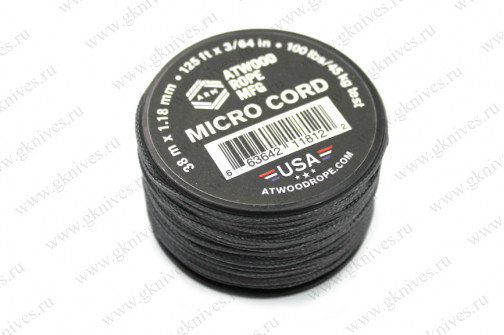 38 m x 1.18 mm • 125 ft x 3/64 in • 100 lbs/45 kg test
ARM
ATWOOD
ROPE
MFG
MICRO CORD
6 63642 11812 2
USA
ATWOODROPE.COM
www.gknives.ru